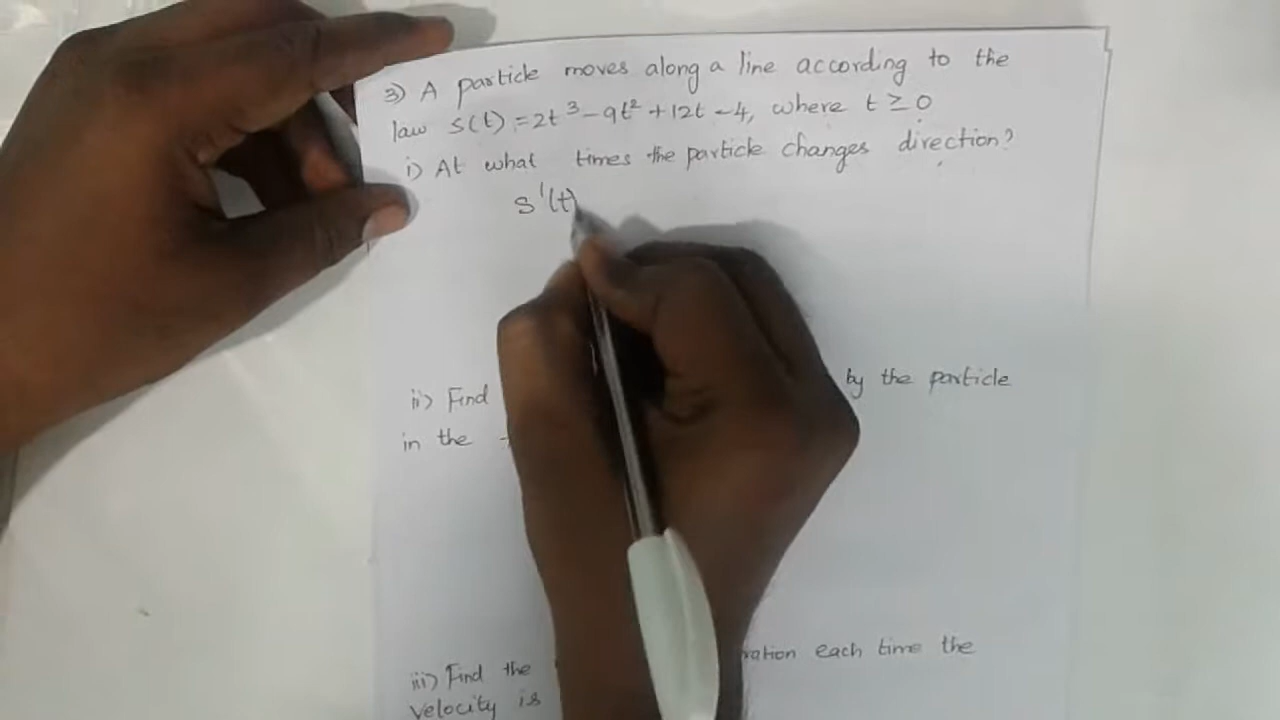 3) A particle moves along a line according to the
law s(t) = 2t³ - 9t² + 12t - 4, where t ≥ 0
i) At what times the particle changes direction?
s'(t)
ii) Find by the particle
in the
iii) Find the each time the
velocity is